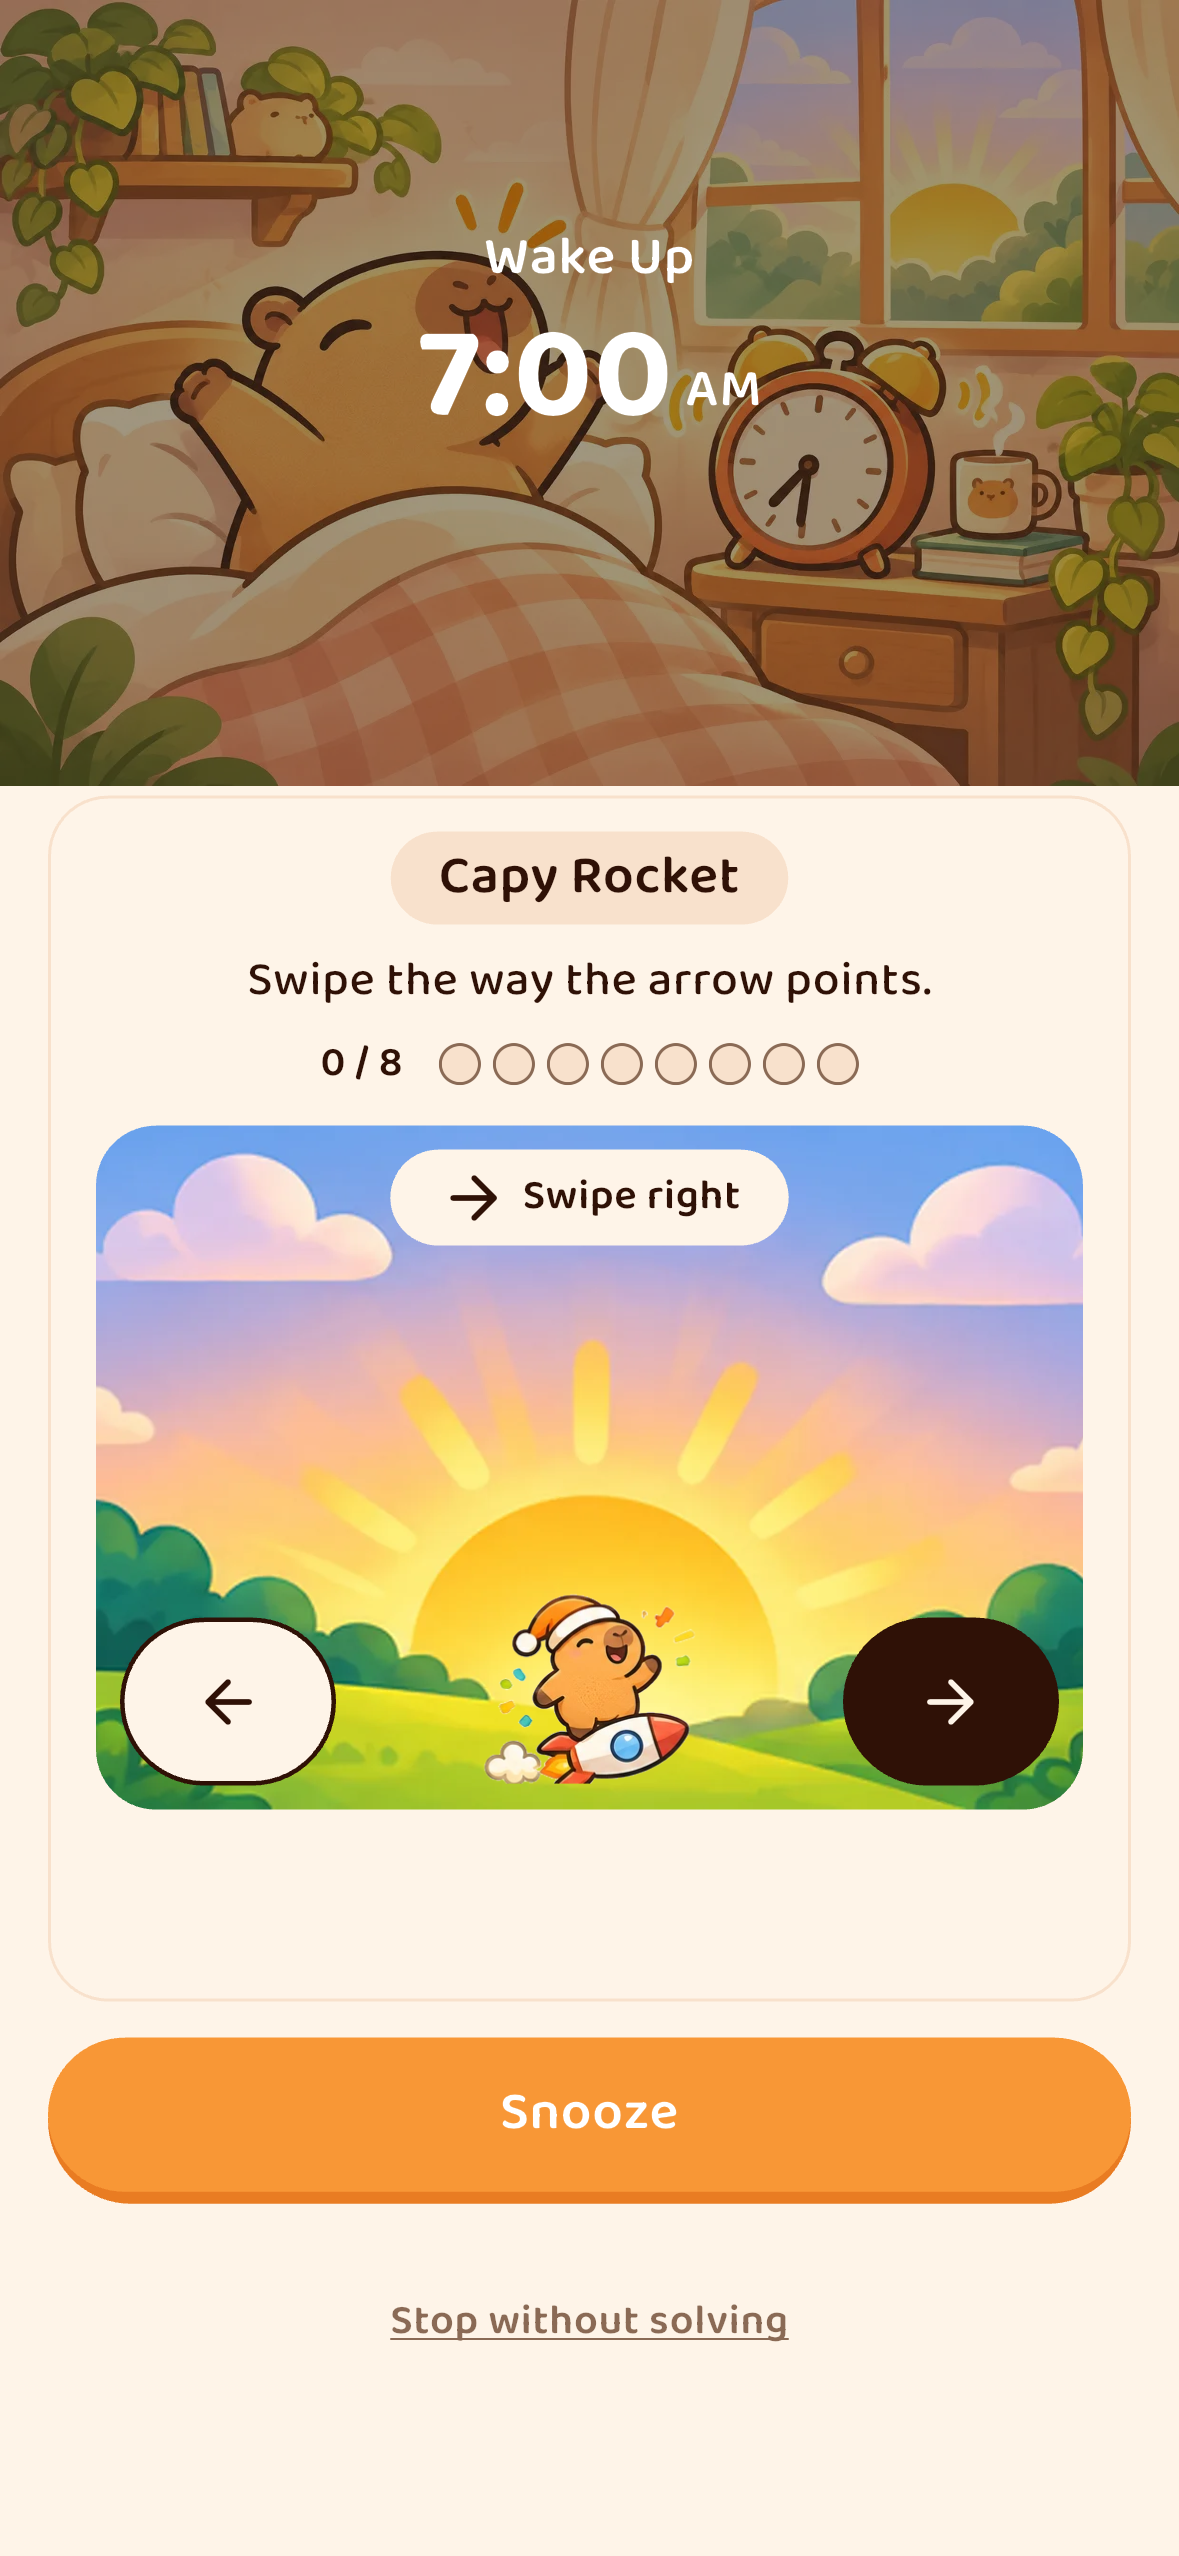 Wake Up
7:00 AM
Capy Rocket
Swipe the way the arrow points.
0 / 8
Swipe right
Snooze
Stop without solving